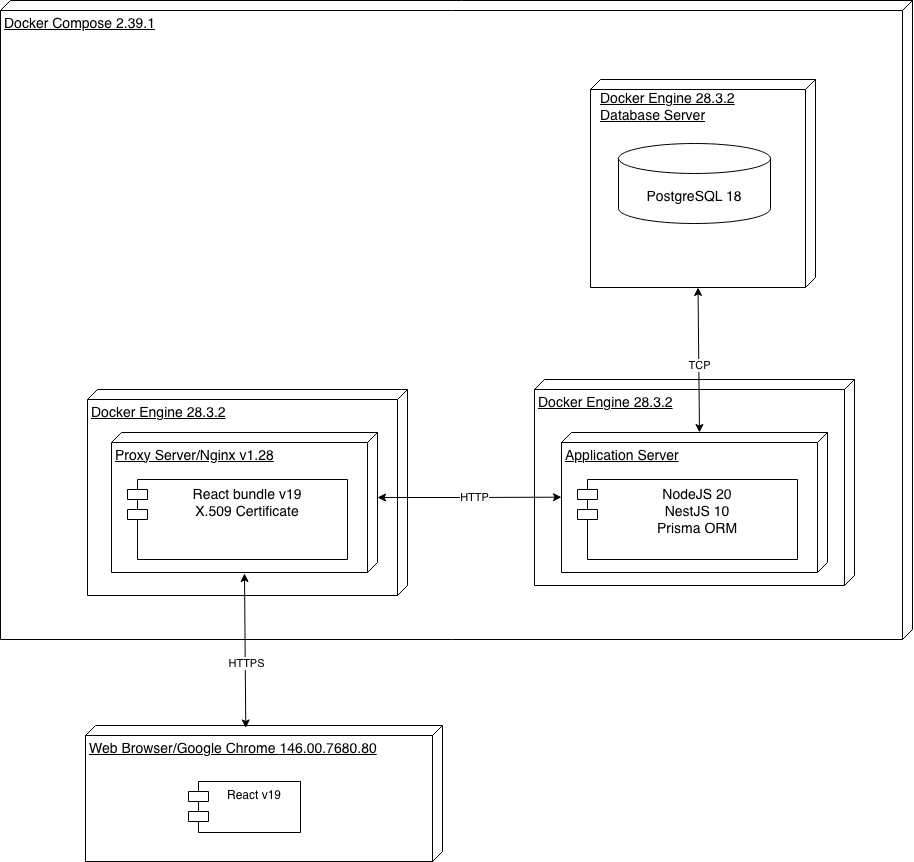 Docker Compose 2.39.1
Docker Engine 28.3.2
Database Server
PostgreSQL 18
TCP
Docker Engine 28.3.2
Proxy Server/Nginx v1.28
React bundle v19
X.509 Certificate
HTTP
Docker Engine 28.3.2
Application Server
NodeJS 20
NestJS 10
Prisma ORM
HTTPS
Web Browser/Google Chrome 146.00.7680.80
React v19